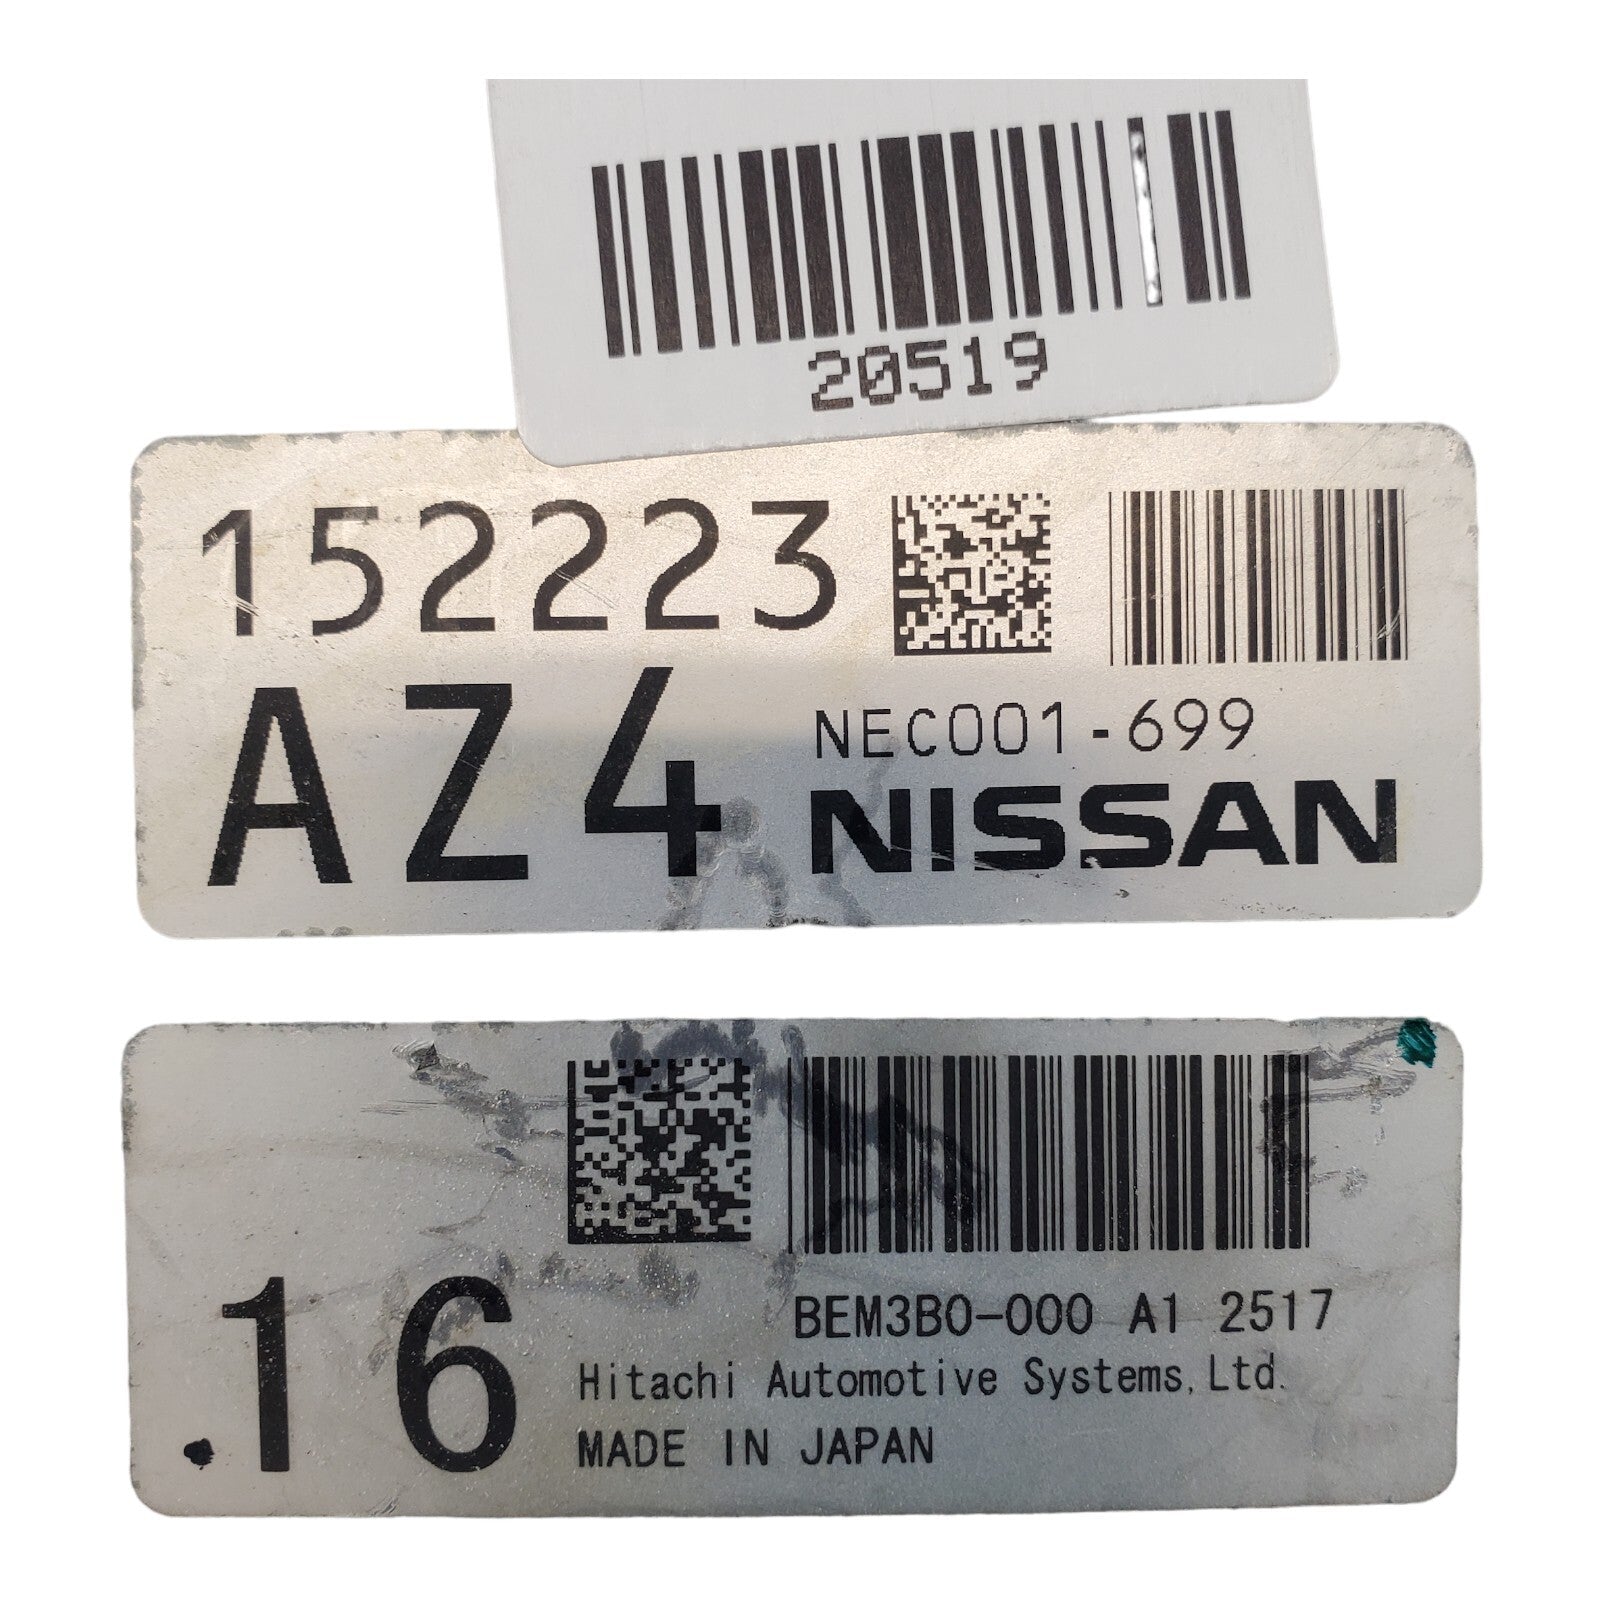 20519
152223
AZ4
NEC001-699
NISSAN
.16
BEM3B0-000 A1 2517
Hitachi Automotive Systems,Ltd.
MADE IN JAPAN